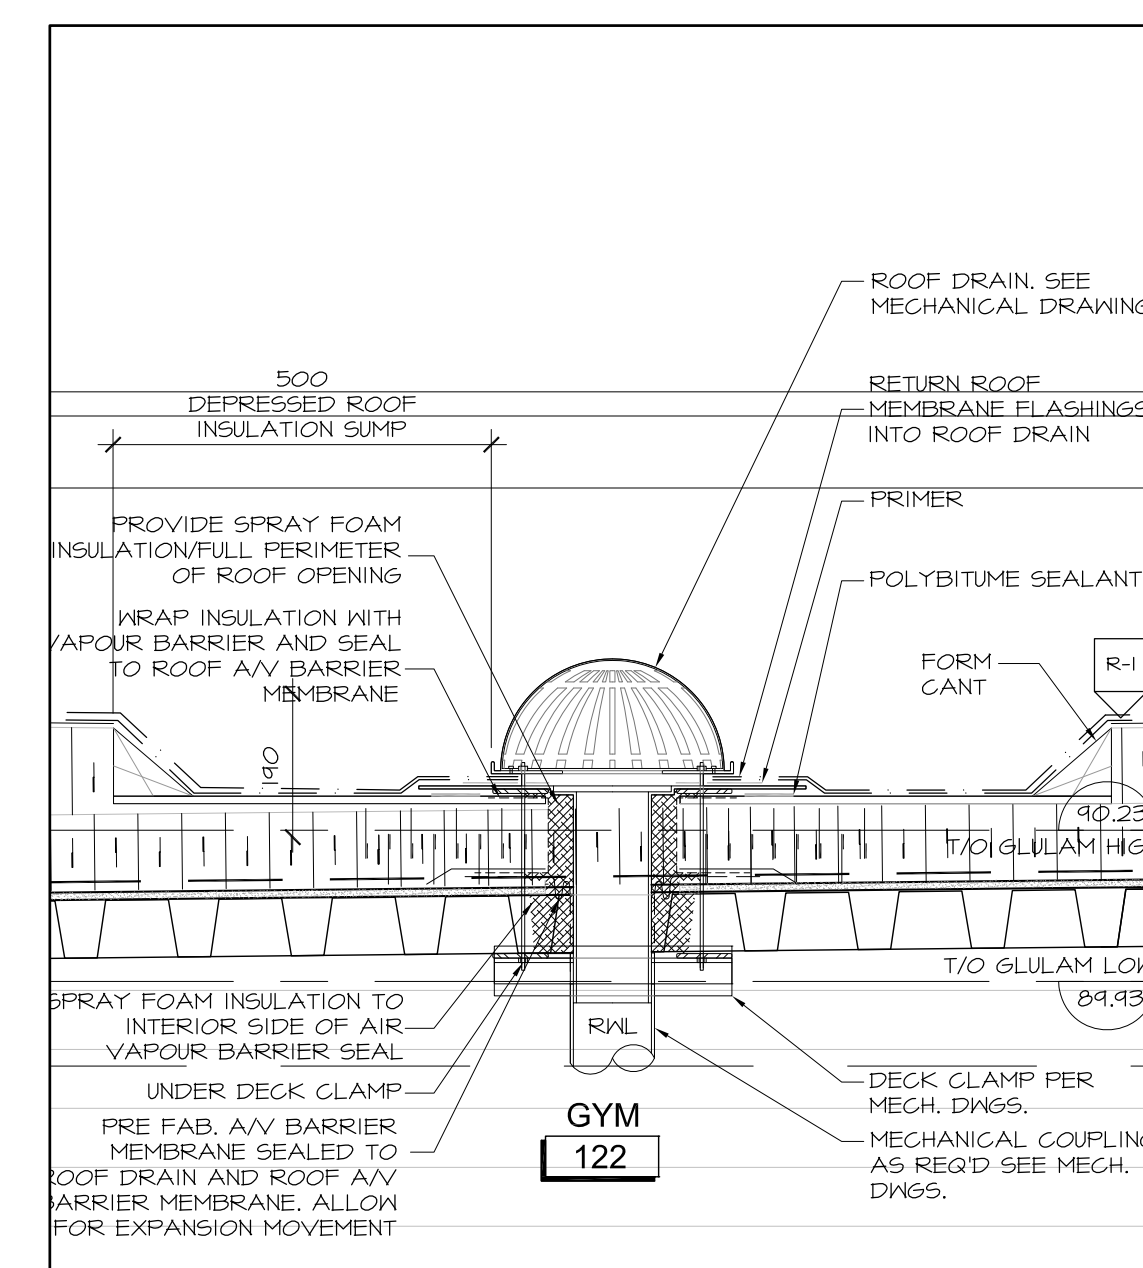 ROOF DRAIN. SEE
MECHANICAL DRAWING
500
DEPRESSED ROOF
INSULATION SUMP
RETURN ROOF
MEMBRANE FLASHINGS
INTO ROOF DRAIN
PRIMER
POLYBITUME SEALANT
PROVIDE SPRAY FOAM
INSULATION/FULL PERIMETER
OF ROOF OPENING
WRAP INSULATION WITH
VAPOUR BARRIER AND SEAL
TO ROOF A/V BARRIER
MEMBRANE
FORM
CANT
R-1
190
90.23
T/O GLULAM HIG
T/O GLULAM LOW
89.93
SPRAY FOAM INSULATION TO
INTERIOR SIDE OF AIR
VAPOUR BARRIER SEAL
UNDER DECK CLAMP
PRE FAB. A/V BARRIER
MEMBRANE SEALED TO
ROOF DRAIN AND ROOF A/V
BARRIER MEMBRANE. ALLOW
FOR EXPANSION MOVEMENT
RWL
GYM
122
DECK CLAMP PER
MECH. DWGS.
MECHANICAL COUPLING
AS REQ'D SEE MECH.
DWGS.